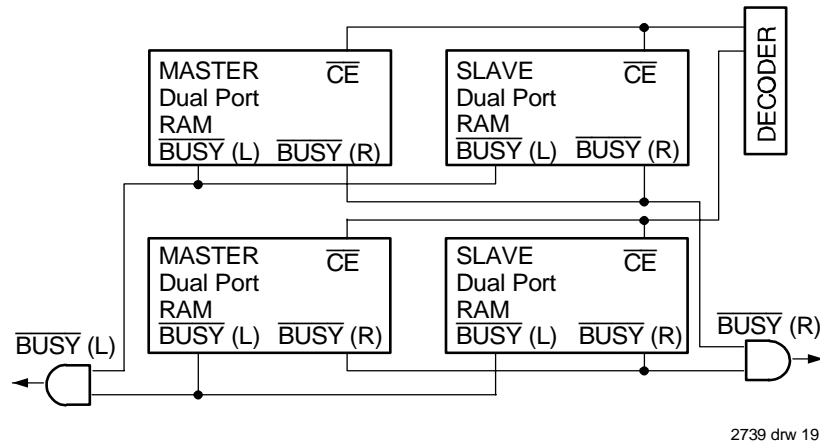 MASTER
Dual Port
RAM
CE
BUSY (L) BUSY (R)
SLAVE
Dual Port
RAM
CE
BUSY (L) BUSY (R)
DECODER
MASTER
Dual Port
RAM
CE
BUSY (L) BUSY (R)
SLAVE
Dual Port
RAM
CE
BUSY (L) BUSY (R)
BUSY (L)
BUSY (R)
2739 drw 19